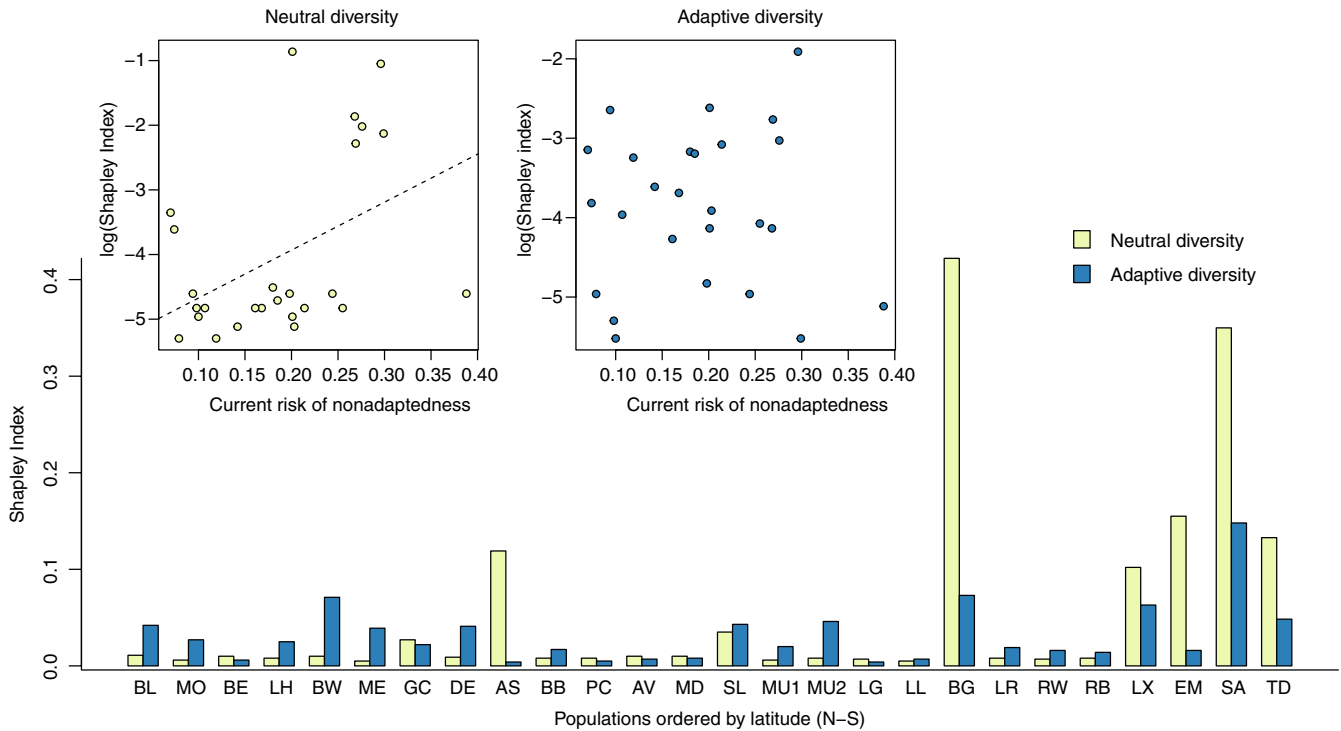 Neutral diversity
Adaptive diversity
log(Shapley Index)
−1
−2
−3
−4
−5
0.10 0.15 0.20 0.25 0.30 0.35 0.40
Current risk of nonadaptedness
log(Shapley index)
−2
−3
−4
−5
0.10 0.15 0.20 0.25 0.30 0.35 0.40
Current risk of nonadaptedness
Neutral diversity
Adaptive diversity
Shapley Index
0.4
0.3
0.2
0.1
0.0
BL MO BE LH BW ME GC DE AS BB PC AV MD SL MU1 MU2 LG LL BG LR RW RB LX EM SA TD
Populations ordered by latitude (N−S)